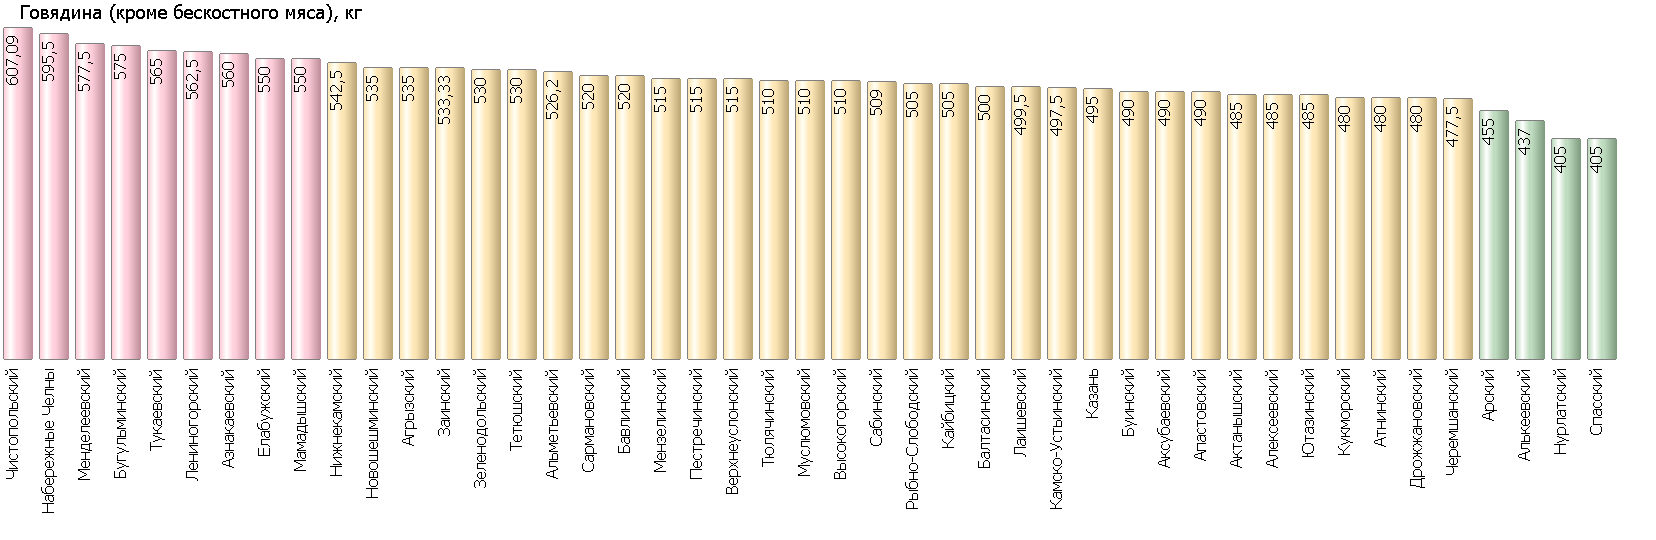 Говядина (кроме бескостного мяса), кг
607,09
595,5
577,5
575
565
562,5
560
550
550
542,5
535
535
533,33
530
530
526,2
520
520
515
515
515
510
510
510
509
505
505
500
499,5
497,5
495
490
490
490
485
485
485
480
480
480
477,5
455
437
405
405
Чистопольский
Набережные Челны
Менделеевский
Бугульминский
Тукаевский
Лениногорский
Азнакаевский
Елабужский
Мамадышский
Нижнекамский
Новошешминский
Агрызский
Заинский
Зеленодольский
Тетюшский
Альметьевский
Сармановский
Бавлинский
Мензелинский
Пестречинский
Верхнеуслонский
Тюлячинский
Муслюмовский
Высокогорский
Сабинский
Рыбно-Слободский
Кайбицкий
Балтасинский
Лаишевский
Камско-Устьинский
Казань
Буинский
Аксубаевский
Апастовский
Актанышский
Алексеевский
Ютазинский
Кукморский
Атнинский
Дрожжановский
Черемшанский
Арский
Алькеевский
Нурлатский
Спасский